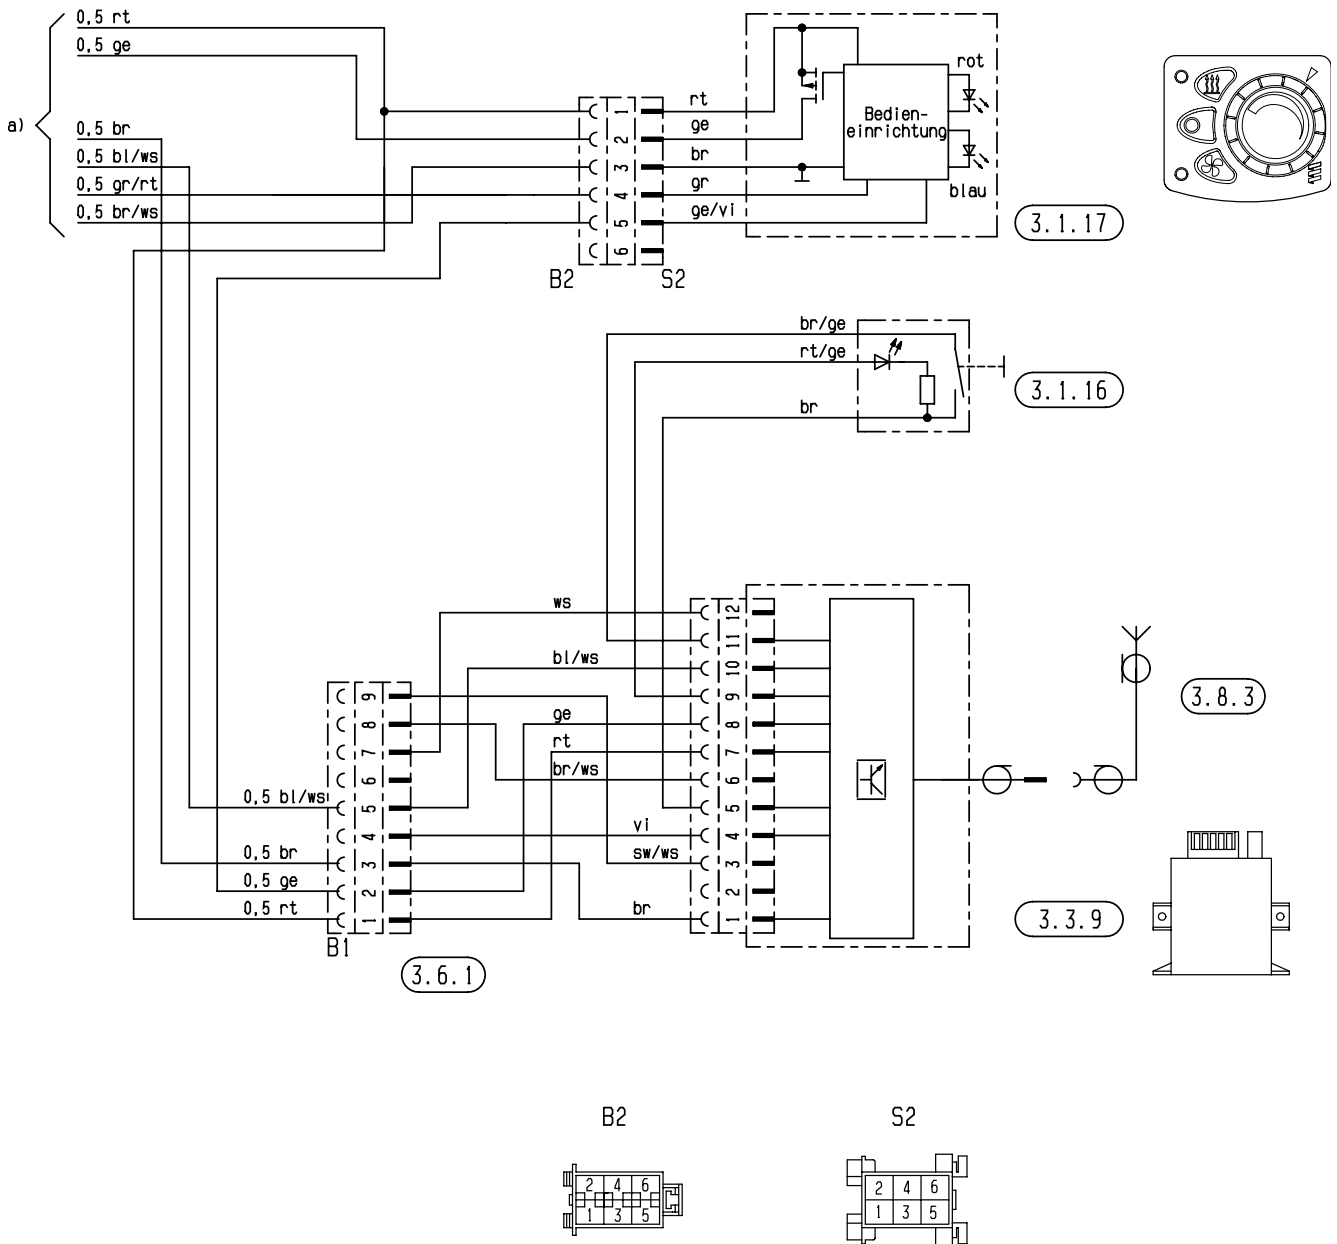 0,5 rt
0,5 ge
a)
0,5 br
0,5 bl/ws
0,5 gr/rt
0,5 br/ws
1
2
3
4
5
6
B2
S2
rt
ge
br
gr
ge/vi
Bedien-
einrichtung
rot
blau
3.1.17
br/ge
rt/ge
br
3.1.16
ws
bl/ws
ge
rt
br/ws
vi
sw/ws
br
12
11
10
9
8
7
6
5
4
3
2
1
3.8.3
3.3.9
9
8
7
6
5
4
3
2
1
0,5 bl/ws
0,5 br
0,5 ge
0,5 rt
B1
3.6.1
B2
2 4 6
1 3 5
S2
2 4 6
1 3 5